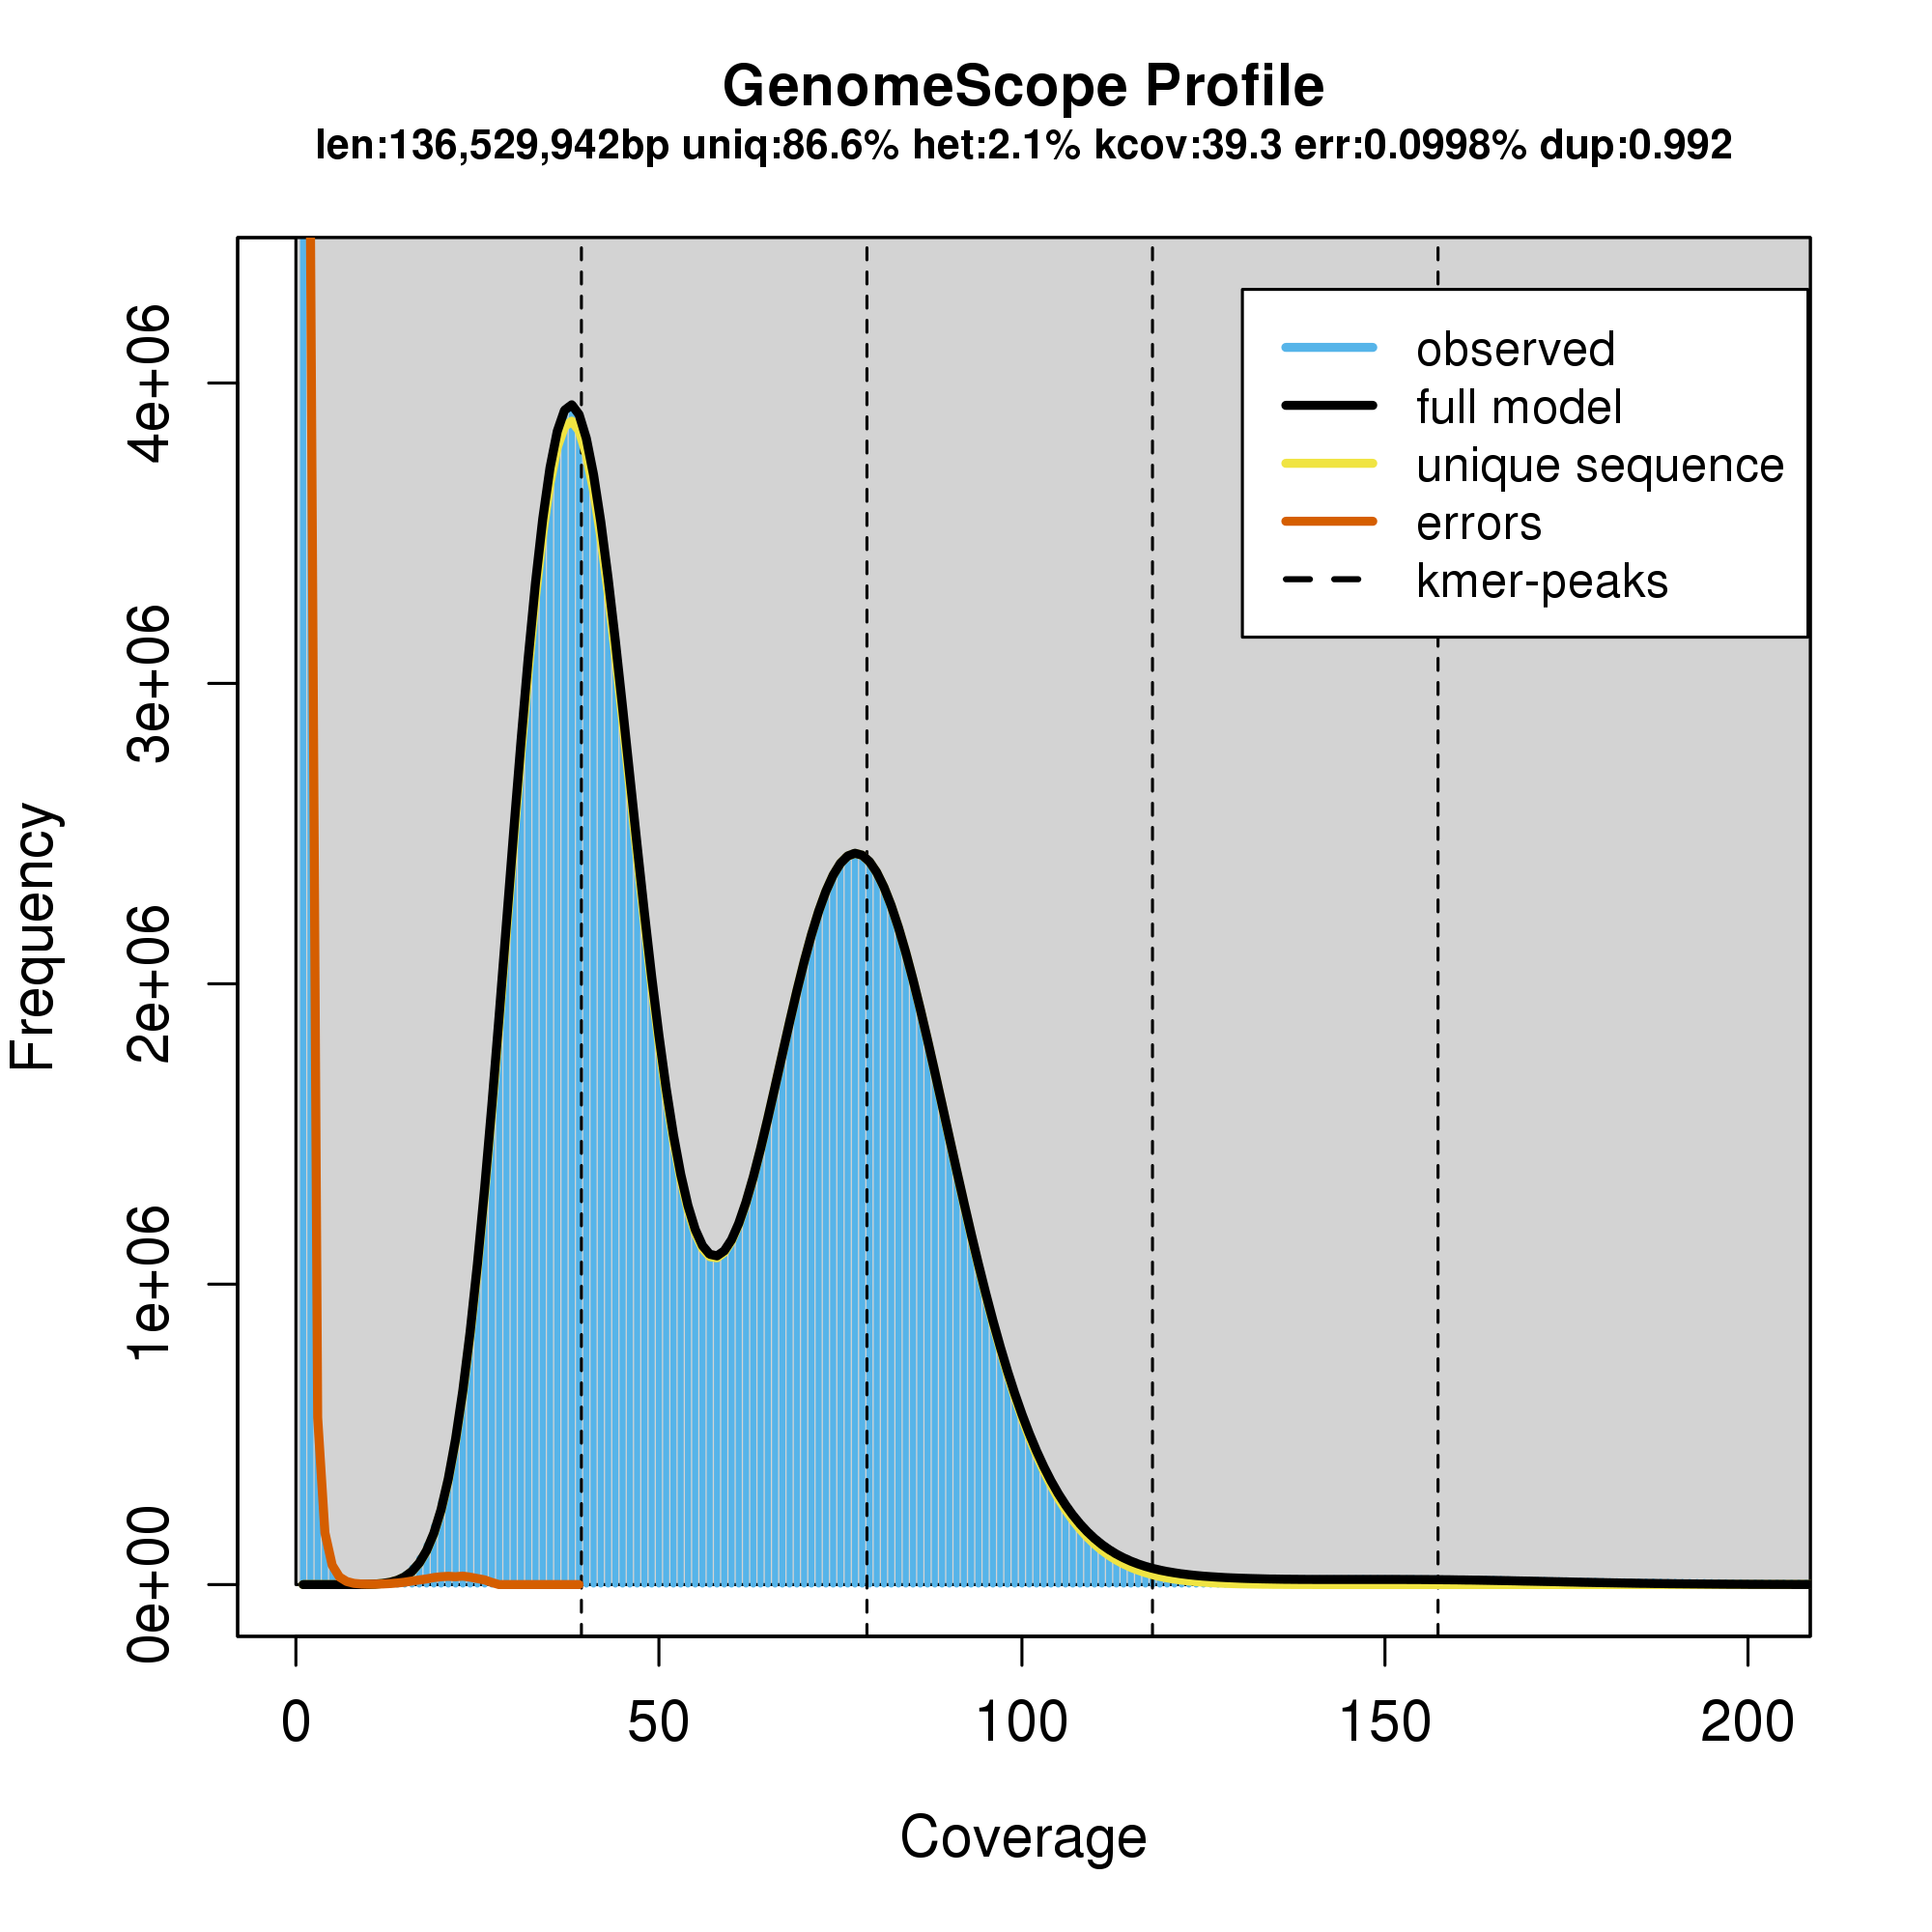 GenomeScope Profile
len:136,529,942bp uniq:86.6% het:2.1% kcov:39.3 err:0.0998% dup:0.992
observed
full model
unique sequence
errors
kmer-peaks
Frequency
4e+06
3e+06
2e+06
1e+06
0e+00
0 50 100 150 200
Coverage